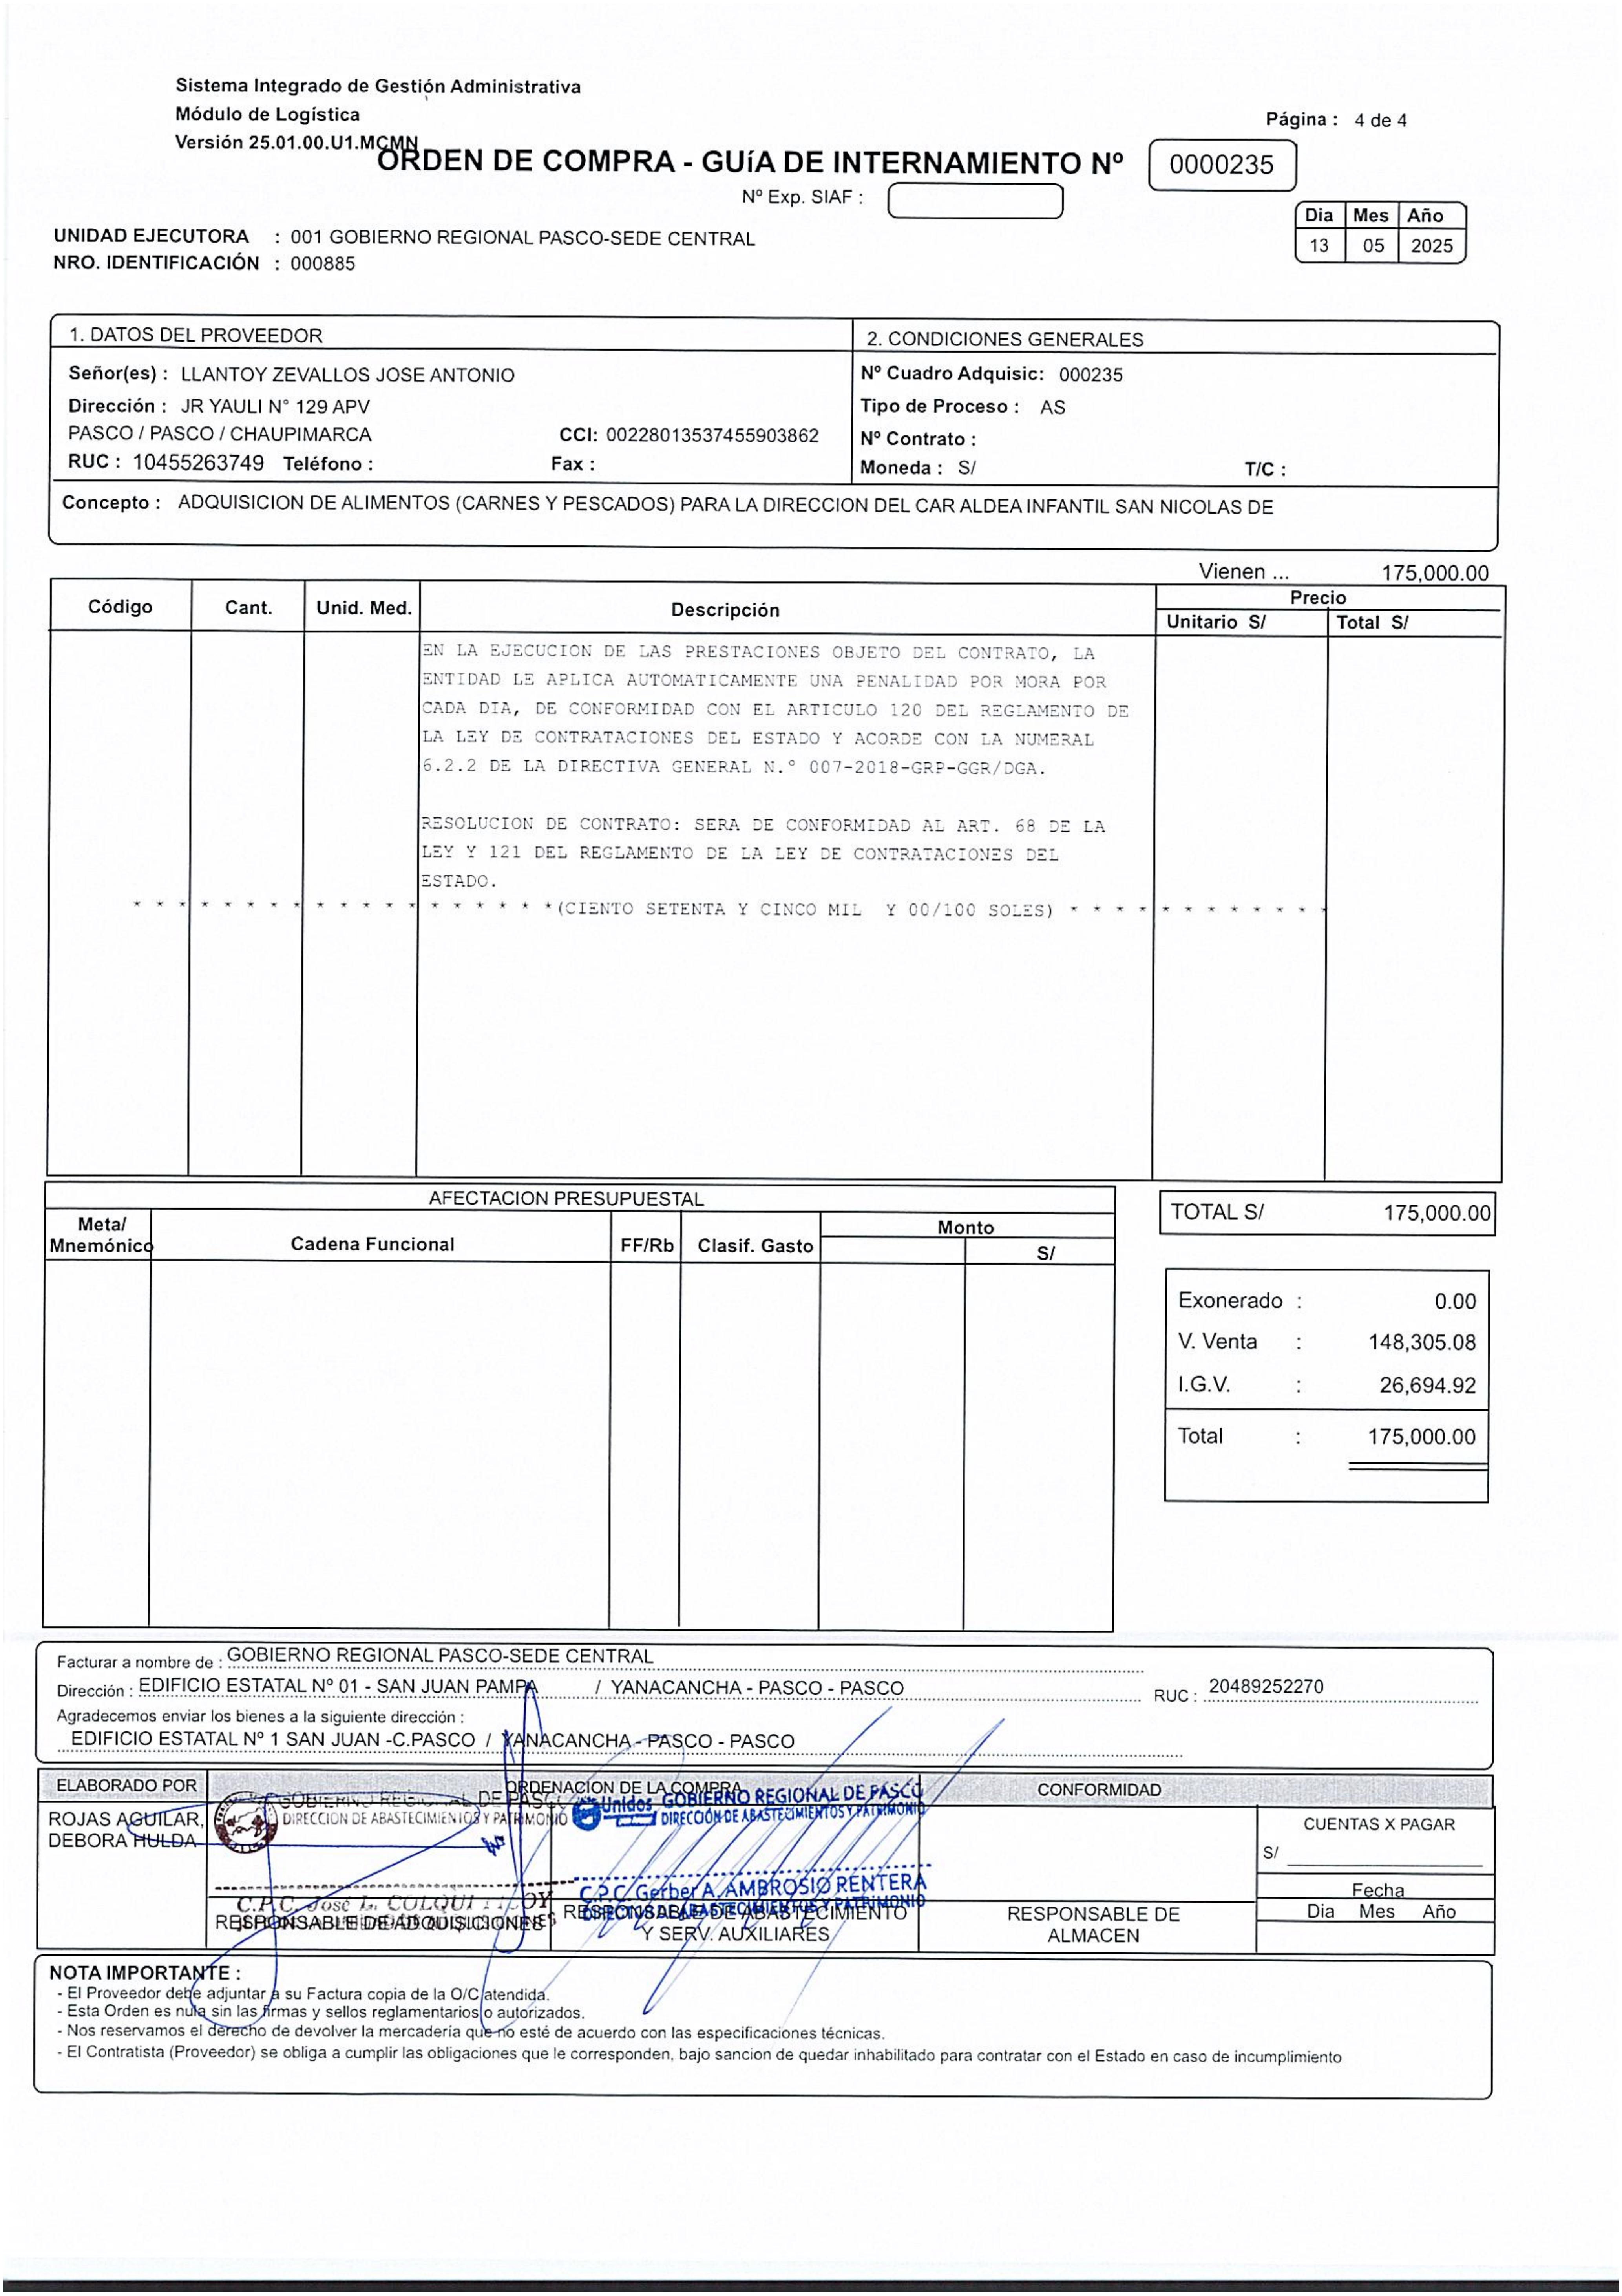 Sistema Integrado de Gestión Administrativa
Módulo de Logística
Versión 25.01.00.U1.MCMN
Página : 4 de 4
ORDEN DE COMPRA - GUíA DE INTERNAMIENTO Nº 0000235
Nº Exp. SIAF :
Dia Mes Año
13 05 2025
UNIDAD EJECUTORA : 001 GOBIERNO REGIONAL PASCO-SEDE CENTRAL
NRO. IDENTIFICACIÓN : 000885
1. DATOS DEL PROVEEDOR
Señor(es) : LLANTOY ZEVALLOS JOSE ANTONIO
Dirección : JR YAULI N° 129 APV
PASCO / PASCO / CHAUPIMARCA CCI: 00228013537455903862
RUC : 10455263749 Teléfono : Fax :
2. CONDICIONES GENERALES
Nº Cuadro Adquisic: 000235
Tipo de Proceso : AS
Nº Contrato :
Moneda : S/ T/C :
Concepto : ADQUISICION DE ALIMENTOS (CARNES Y PESCADOS) PARA LA DIRECCION DEL CAR ALDEA INFANTIL SAN NICOLAS DE
Vienen ... 175,000.00
Código Cant. Unid. Med. Descripción Precio
Unitario S/ Total S/
EN LA EJECUCION DE LAS PRESTACIONES OBJETO DEL CONTRATO, LA
ENTIDAD LE APLICA AUTOMATICAMENTE UNA PENALIDAD POR MORA POR
CADA DIA, DE CONFORMIDAD CON EL ARTICULO 120 DEL REGLAMENTO DE
LA LEY DE CONTRATACIONES DEL ESTADO Y ACORDE CON LA NUMERAL
6.2.2 DE LA DIRECTIVA GENERAL N.° 007-2018-GRP-GGR/DGA.
RESOLUCION DE CONTRATO: SERA DE CONFORMIDAD AL ART. 68 DE LA
LEY Y 121 DEL REGLAMENTO DE LA LEY DE CONTRATACIONES DEL
ESTADO.
* * * * * * * * * * * * * * * * * * *(CIENTO SETENTA Y CINCO MIL Y 00/100 SOLES) * * * * * * * * * * * *
AFECTACION PRESUPUESTAL
Meta/ Mnemónico Cadena Funcional FF/Rb Clasif. Gasto Monto
S/
TOTAL S/ 175,000.00
Exonerado : 0.00
V. Venta : 148,305.08
I.G.V. : 26,694.92
Total : 175,000.00
Facturar a nombre de : GOBIERNO REGIONAL PASCO-SEDE CENTRAL
Dirección : EDIFICIO ESTATAL Nº 01 - SAN JUAN PAMPA / YANACANCHA - PASCO - PASCO RUC : 20489252270
Agradecemos enviar los bienes a la siguiente dirección :
EDIFICIO ESTATAL Nº 1 SAN JUAN -C.PASCO / YANACANCHA - PASCO - PASCO
ELABORADO POR ORDENACION DE LA COMPRA CONFORMIDAD
ROJAS AGUILAR,
DEBORA HULDA
GOBIERNO REGIONAL DE PASCO
DIRECCION DE ABASTECIMIENTOS Y PATRIMONIO
C.P.C. José L.
RESPONSABLE DE ADQUISICIONES
Unidos GOBIERNO REGIONAL DE PASCO
DIRECCIÓN DE ABASTECIMIENTOS Y PATRIMONIO
C.P.C. Gerber A. AMBROSIO RENTERA
DIRECTOR DE ABASTECIMIENTOS Y PATRIMONIO
RESPONSABLE DE ABASTECIMIENTO
Y SERV. AUXILIARES
RESPONSABLE DE
ALMACEN
CUENTAS X PAGAR
S/
Fecha
Dia Mes Año
NOTA IMPORTANTE :
- El Proveedor debe adjuntar a su Factura copia de la O/C atendida.
- Esta Orden es nula sin las firmas y sellos reglamentarios o autorizados.
- Nos reservamos el derecho de devolver la mercadería que no esté de acuerdo con las especificaciones técnicas.
- El Contratista (Proveedor) se obliga a cumplir las obligaciones que le corresponden, bajo sancion de quedar inhabilitado para contratar con el Estado en caso de incumplimiento